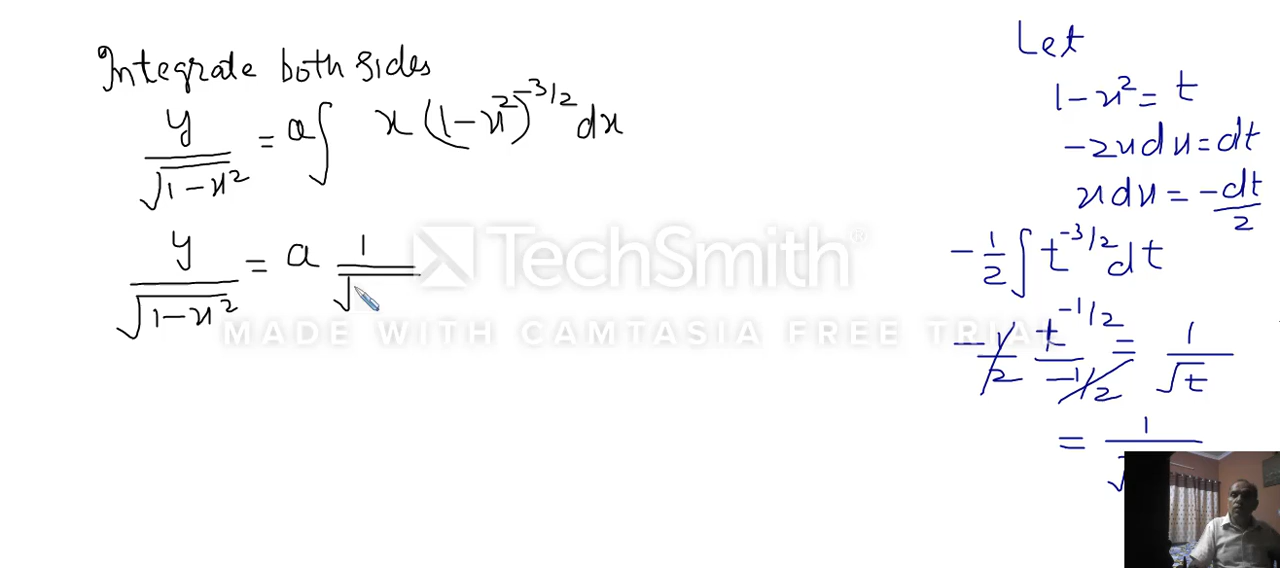 Integrate both sides
y/√(1-x²) = a∫ x(1-x²)^(-3/2) dx
y/√(1-x²) = a 1/√
Let
1-x² = t
-2x dx = dt
x dx = -dt/2
-1/2 ∫ t^(-3/2) dt
-1/2 t^(-1/2)/(-1/2) = 1/√t
= 1/√
TechSmith®
MADE WITH CAMTASIA FREE TRIAL